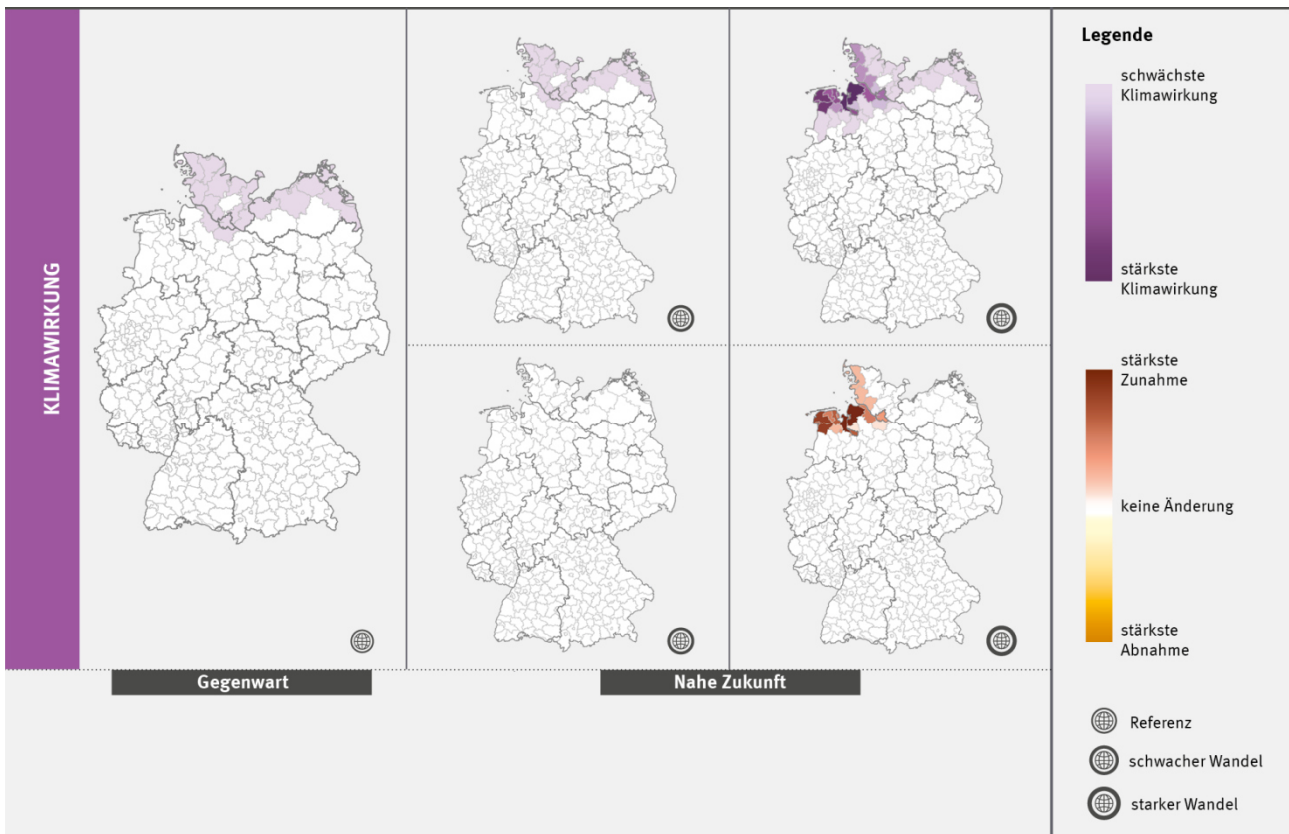 KLIMAWIRKUNG
Gegenwart
Nahe Zukunft
Legende
schwächste
Klimawirkung
stärkste
Klimawirkung
stärkste
Zunahme
keine Änderung
stärkste
Abnahme
Referenz
schwacher Wandel
starker Wandel